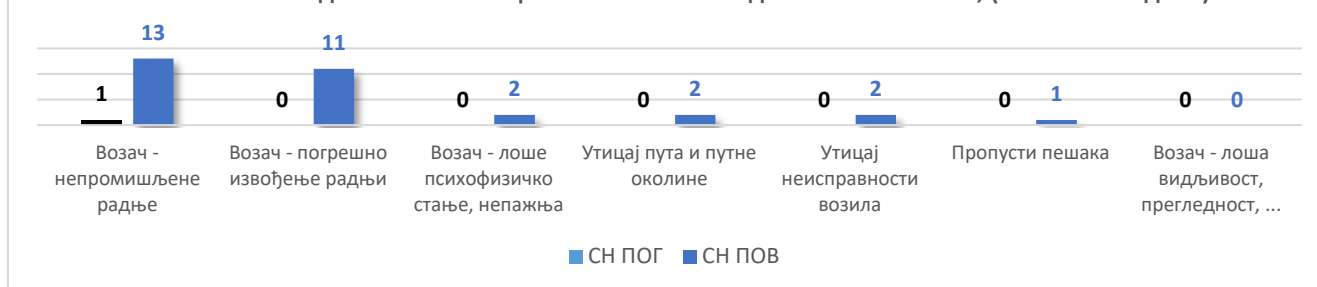 13
11
1
0
0
2
0
2
0
2
0
1
0
0
Возач -
непромишљене
радње
Возач - погрешно
извођење радњи
Возач - лоше
психофизичко
стање, непажња
Утицај пута и путне
околине
Утицај
неисправности
возила
Пропусти пешака
Возач - лоша
видљивост,
прегледност, ...
СН ПОГ СН ПОВ